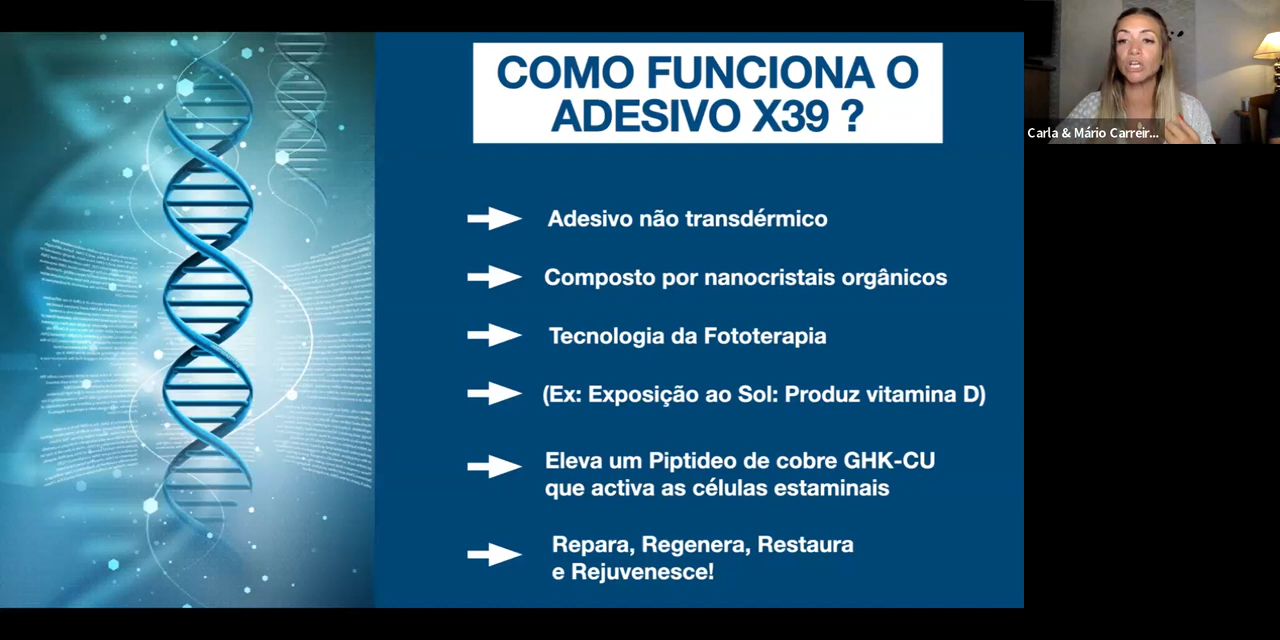 COMO FUNCIONA O
ADESIVO X39 ?
Adesivo não transdérmico
Composto por nanocristais orgânicos
Tecnologia da Fototerapia
(Ex: Exposição ao Sol: Produz vitamina D)
Eleva um Piptideo de cobre GHK-CU
que activa as células estaminais
Repara, Regenera, Restaura
e Rejuvenesce!
Carla & Mário Carreir...